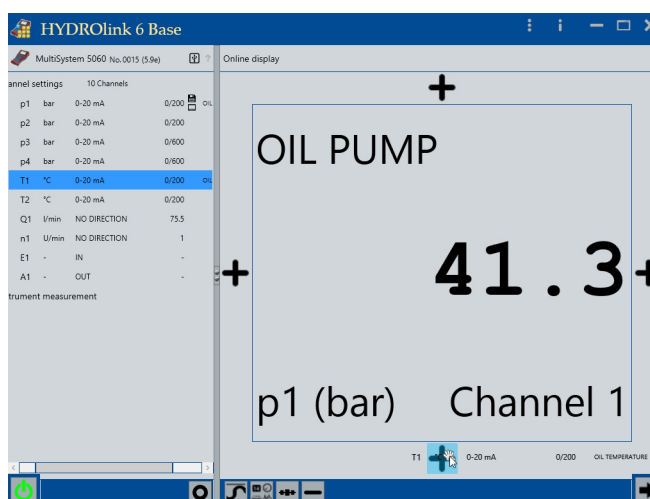 HYDROlink 6 Base
MultiSystem 5060 No.0015 (5.9e) ?
Online display
annel settings 10 Channels
p1 bar 0-20 mA 0/200 OIL
p2 bar 0-20 mA 0/200
p3 bar 0-20 mA 0/600
p4 bar 0-20 mA 0/600
T1 °C 0-20 mA 0/200 OIL
T2 °C 0-20 mA 0/200
Q1 l/min NO DIRECTION 75.5
n1 U/min NO DIRECTION 1
E1 - IN -
A1 - OUT -
trument measurement
OIL PUMP
41.3
p1 (bar) Channel 1
T1 0-20 mA 0/200 OIL TEMPERATURE